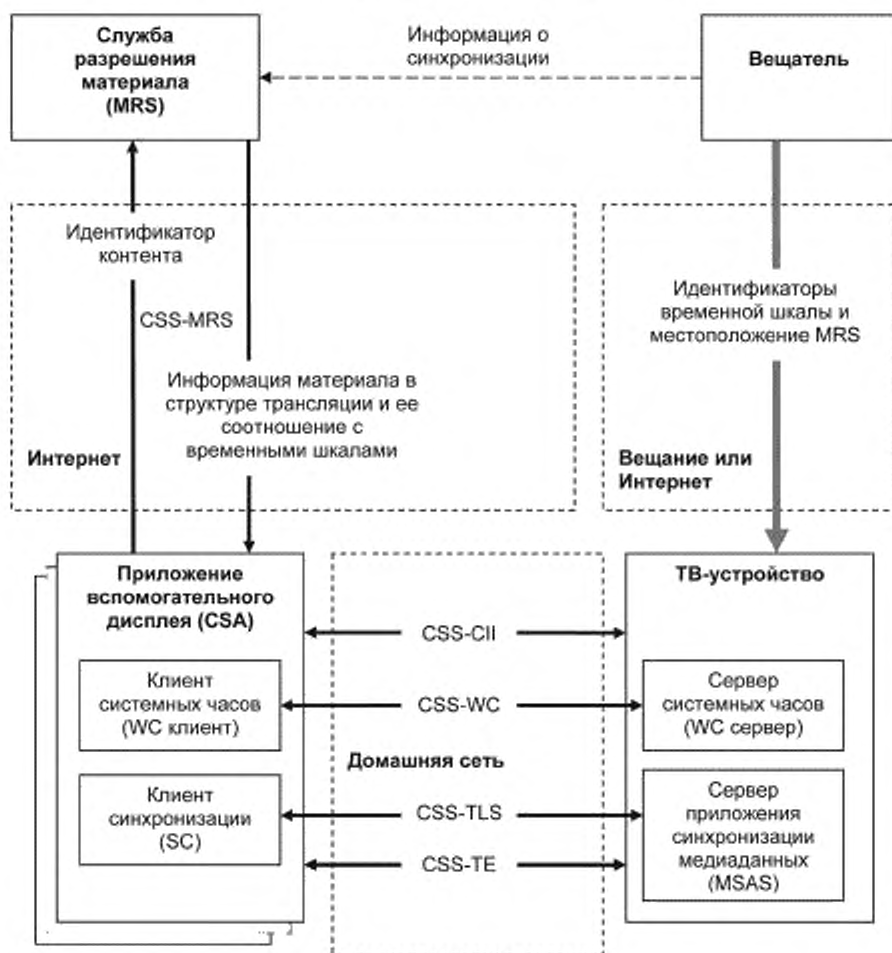 Служба
разрешения
материала
(MRS)
Информация о
синхронизации
Вещатель
Идентификатор
контента
CSS-MRS
Информация материала в
структуре трансляции и ее
соотношение с
временными шкалами
Интернет
Идентификаторы
временной шкалы и
местоположение MRS
Вещание или
Интернет
Приложение
вспомогательного
дисплея (CSA)
ТВ-устройство
CSS-CII
Клиент
системных часов
(WC клиент)
CSS-WC
Сервер
системных часов
(WC сервер)
Домашняя сеть
Клиент
синхронизации
(SC)
CSS-TLS
CSS-TE
Сервер
приложения
синхронизации
медиаданных
(MSAS)